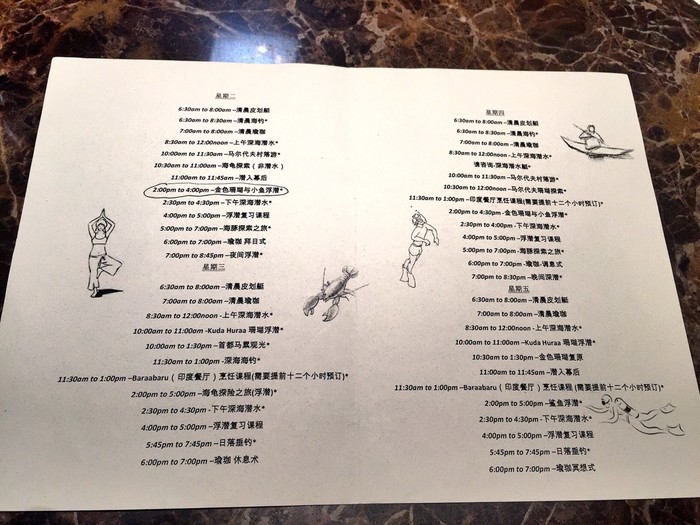 星期二
6:30am to 8:00am –清晨皮划艇
6:30am to 8:30am –清晨海钓*
7:00am to 8:00am –清晨瑜珈
8:30am to 12:00noon –上午深海潜水*
10:00am to 11:30am –马尔代夫村落游*
10:30am to 11:00am –海龟探索（非潜水）
11:00am to 11:45am –潜入幕后
2:00pm to 4:00pm –金色珊瑚与小鱼浮潜*
2:30pm to 4:30pm –下午深海潜水*
4:00pm to 5:00pm –浮潜复习课程
5:00pm to 7:00pm –海豚探索之旅*
6:00pm to 7:00pm –瑜珈 拜日式
7:00pm to 8:45pm –夜间浮潜*
星期三
6:30am to 8:00am –清晨皮划艇
7:00am to 8:00am –清晨瑜珈
8:30am to 12:00noon -上午深海潜水*
10:00am to 11:00am -Kuda Huraa 珊瑚浮潜*
10:00am to 1:30pm –首都马累观光*
11:30am to 1:00pm –深海海钓*
11:30am to 1:00pm –Baraabaru（印度餐厅）烹饪课程(需要提前十二个小时预订)*
2:00pm to 5:00pm –海龟探险之旅(浮潜)*
2:30pm to 4:30pm -下午深海潜水*
4:00pm to 5:00pm –浮潜复习课程
5:45pm to 7:45pm –日落垂钓*
6:00pm to 7:00pm –瑜珈 休息术
星期四
6:30am to 8:00am –清晨皮划艇
6:30am to 8:30am –清晨海钓*
7:00am to 8:00am –清晨瑜珈
8:30am to 12:00noon –上午深海潜水*
请咨询-深海潜水艇*
10:00am to 11:30am –马尔代夫村落游*
10:30am to 12:00noon –马尔代夫珊瑚探索*
11:30am to 1:00pm –印度餐厅烹饪课程(需要提前十二个小时预订)*
2:00pm to 4:30pm -金色珊瑚与小鱼浮潜*
2:30pm to 4:00pm -下午深海潜水*
4:00pm to 5:00pm –浮潜复习课程
5:00pm to 7:00pm -海豚探索之旅*
6:00pm to 7:00pm –瑜珈-调息式
7:00pm to 8:30pm –晚间深潜*
星期五
6:30am to 8:00am –清晨皮划艇
7:00am to 8:00am –清晨瑜珈
8:30am to 12:00noon -上午深海潜水*
10:00am to 11:00am –Kuda Huraa 珊瑚浮潜*
10:30am to 1:30pm –金色珊瑚复原
11:00am to 11:45am –潜入幕后
11:30am to 1:00pm –Baraabaru（印度餐厅）烹饪课程 (需要提前十二个小时预订)*
2:00pm to 5:00pm –鲨鱼浮潜*
2:30pm to 4:30pm -下午深海潜水*
4:00pm to 5:00pm –浮潜复习课程
5:45pm to 7:45pm –日落垂钓*
6:00pm to 7:00pm –瑜珈冥想式